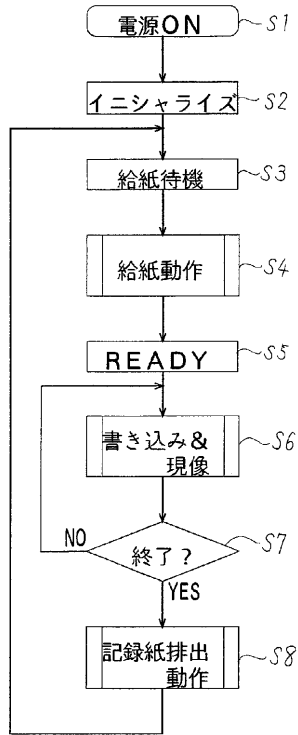 電源ON
S1
イニシャライズ
S2
給紙待機
S3
給紙動作
S4
READY
S5
書き込み&
現像
S6
終了?
S7
NO
YES
記録紙排出
動作
S8